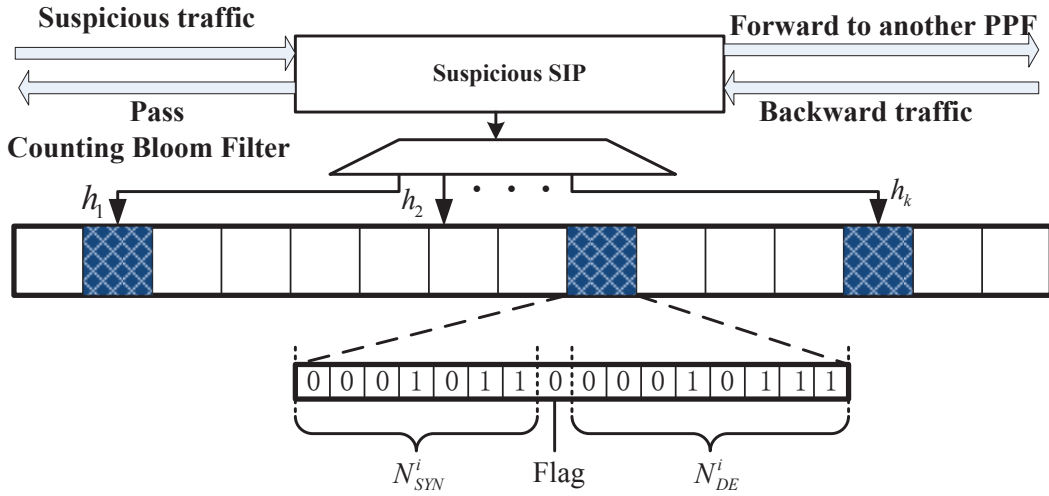 Suspicious traffic
Forward to another PPF
Suspicious SIP
Pass
Backward traffic
Counting Bloom Filter
h1
h2
. . .
hk
0 0 0 1 0 1 1 0 0 0 0 1 0 1 1 1
N^i_SYN
Flag
N^i_DE